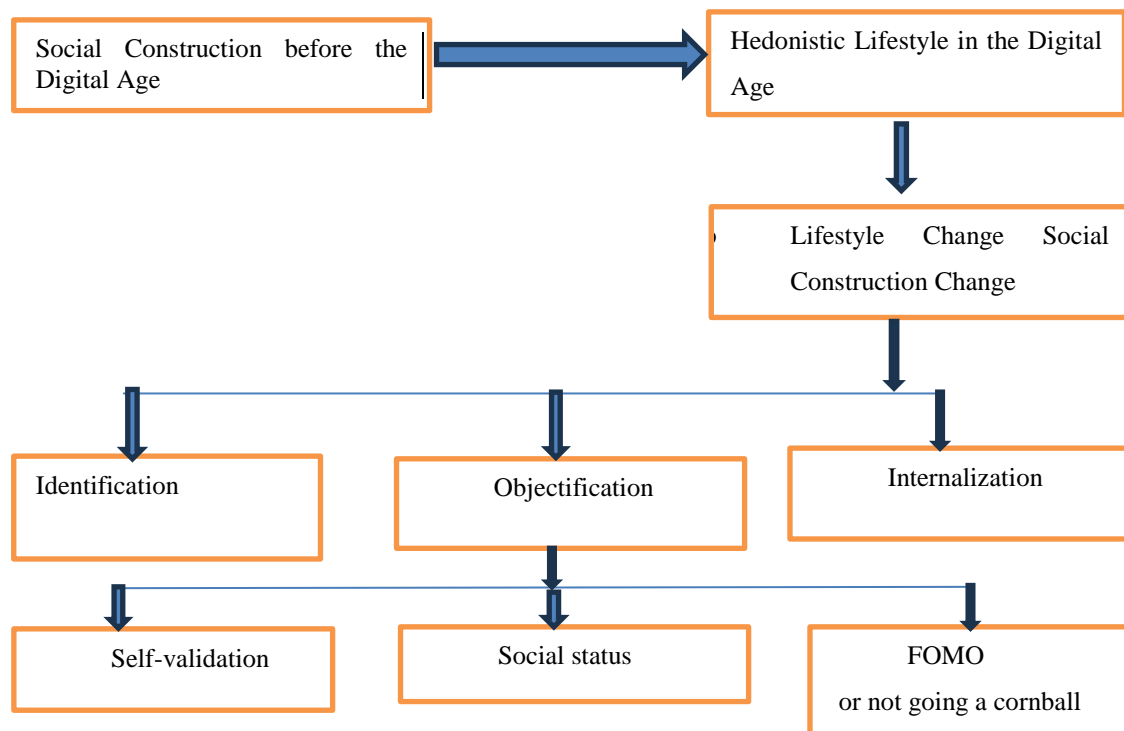 Social Construction before the
Digital Age
Hedonistic Lifestyle in the Digital
Age
Lifestyle Change Social
Construction Change
Identification
Objectification
Internalization
Self-validation
Social status
FOMO
or not going a cornball